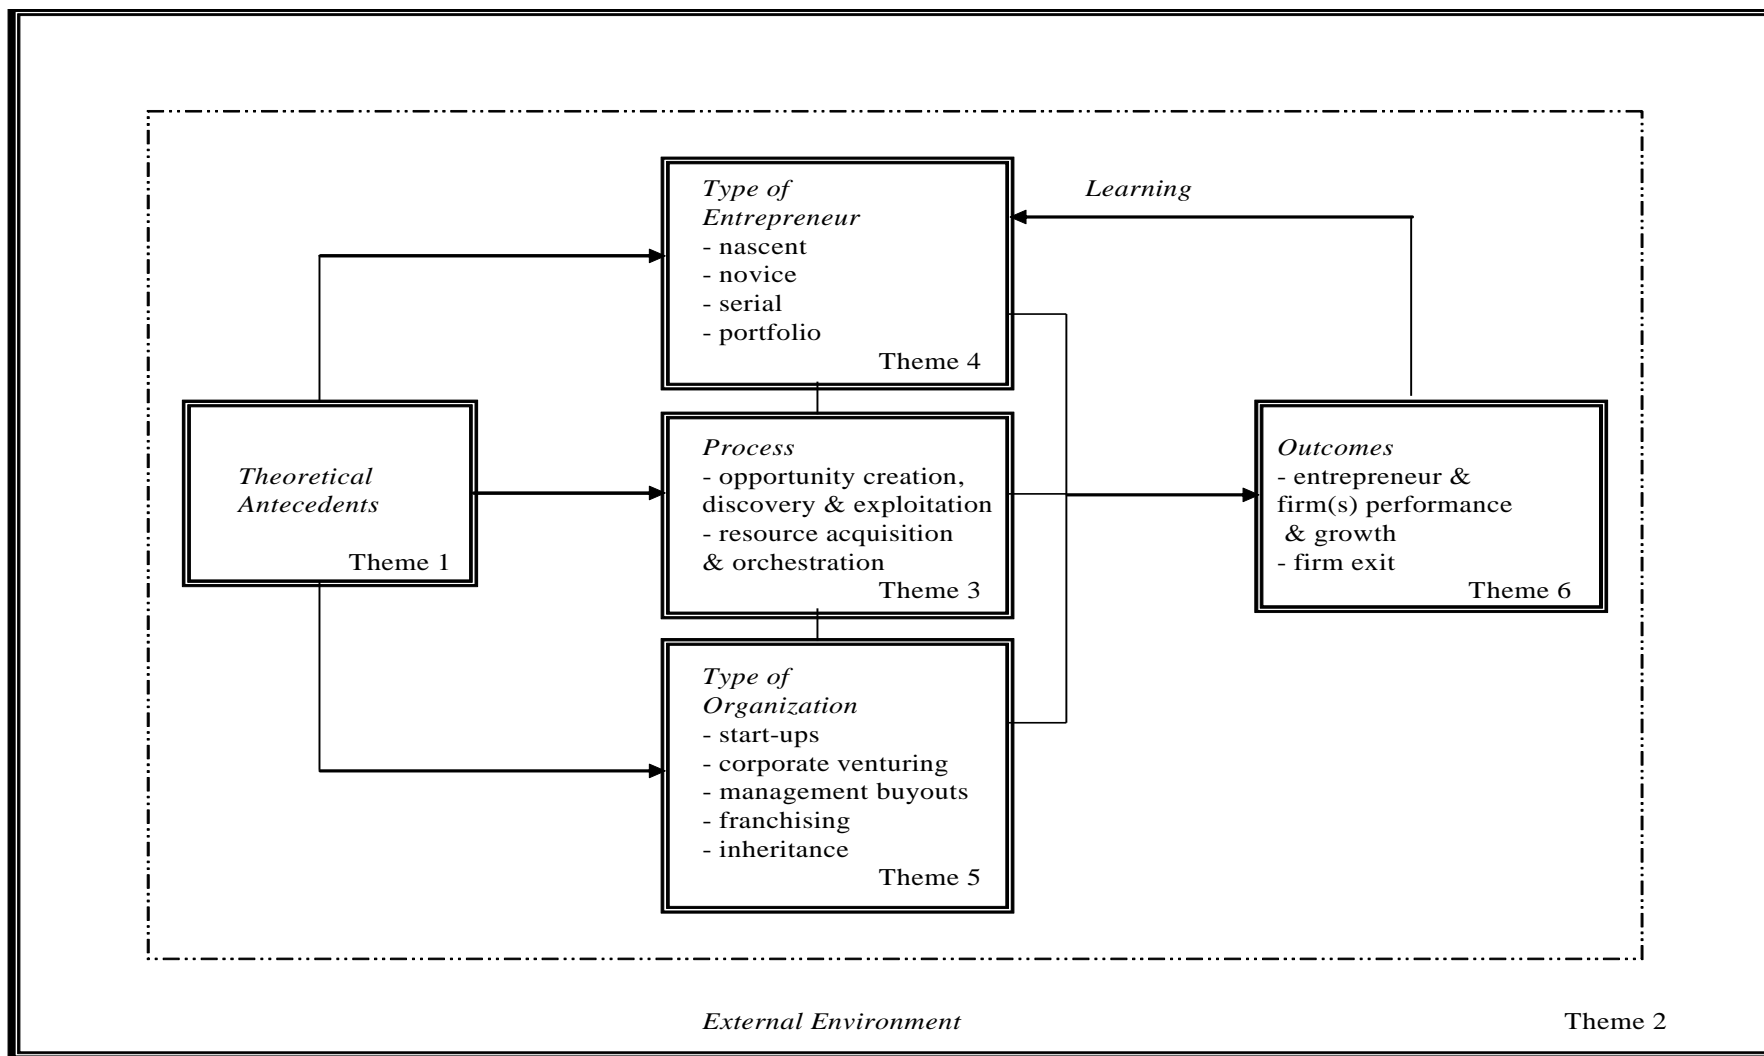 Type of
Entrepreneur
- nascent
- novice
- serial
- portfolio
Theme 4
Learning
Theoretical
Antecedents
Theme 1
Process
- opportunity creation,
discovery & exploitation
- resource acquisition
& orchestration
Theme 3
Outcomes
- entrepreneur &
firm(s) performance
& growth
- firm exit
Theme 6
Type of
Organization
- start-ups
- corporate venturing
- management buyouts
- franchising
- inheritance
Theme 5
External Environment
Theme 2